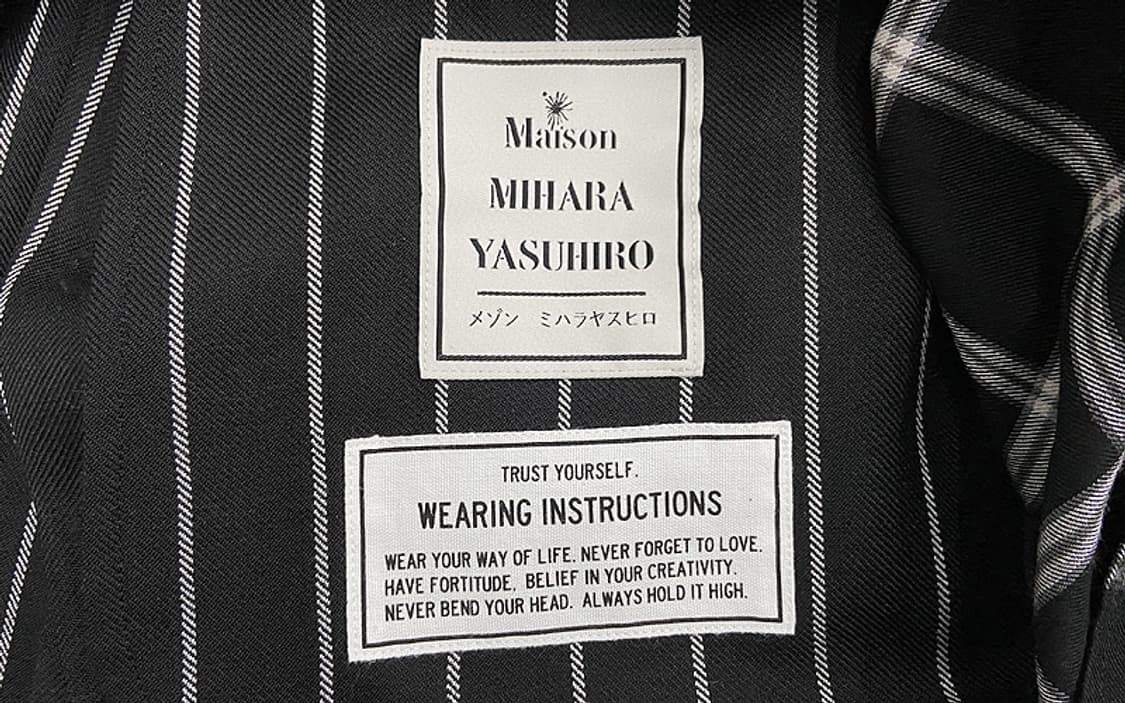 Maison
MIHARA
YASUHIRO
メゾン ミハラヤスヒロ
TRUST YOURSELF.
WEARING INSTRUCTIONS
WEAR YOUR WAY OF LIFE. NEVER FORGET TO LOVE.
HAVE FORTITUDE, BELIEF IN YOUR CREATIVITY.
NEVER BEND YOUR HEAD. ALWAYS HOLD IT HIGH.